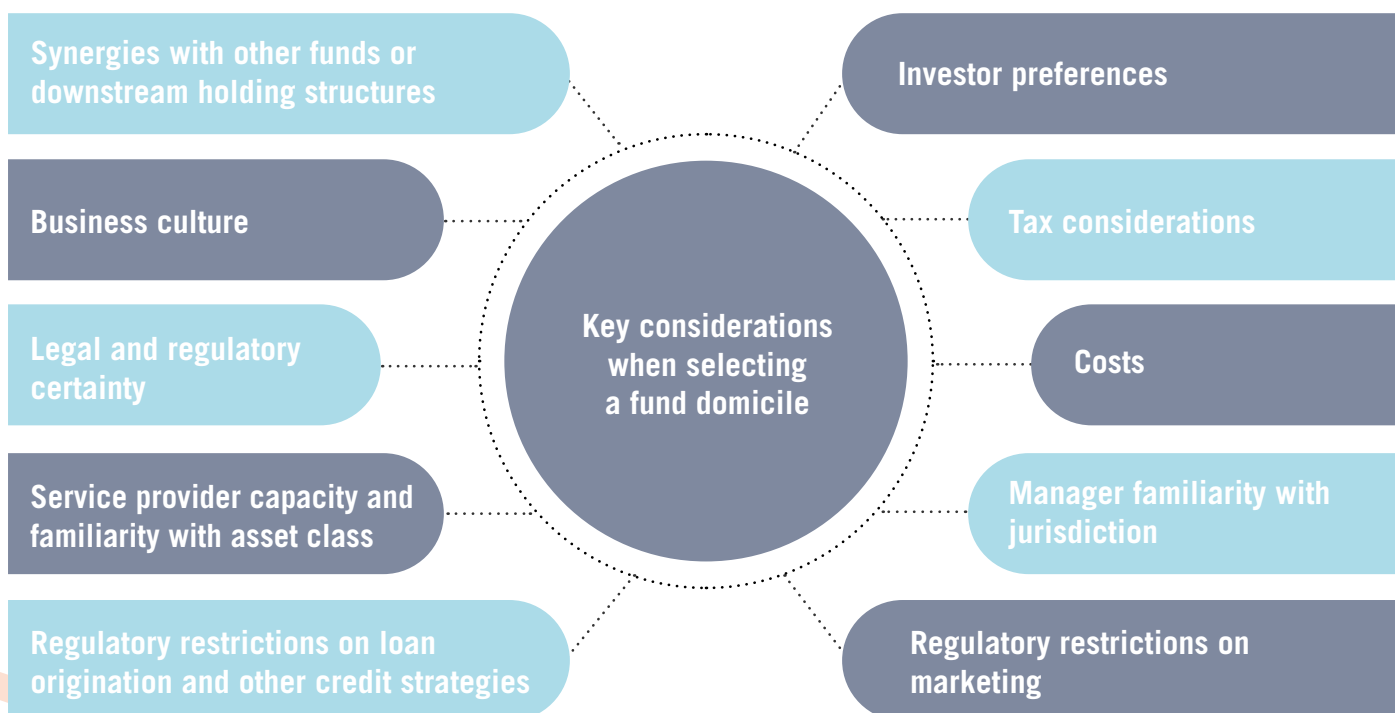 Synergies with other funds or
downstream holding structures
Business culture
Legal and regulatory
certainty
Service provider capacity and
familiarity with asset class
Regulatory restrictions on loan
origination and other credit strategies
Key considerations
when selecting
a fund domicile
Investor preferences
Tax considerations
Costs
Manager familiarity with
jurisdiction
Regulatory restrictions on
marketing